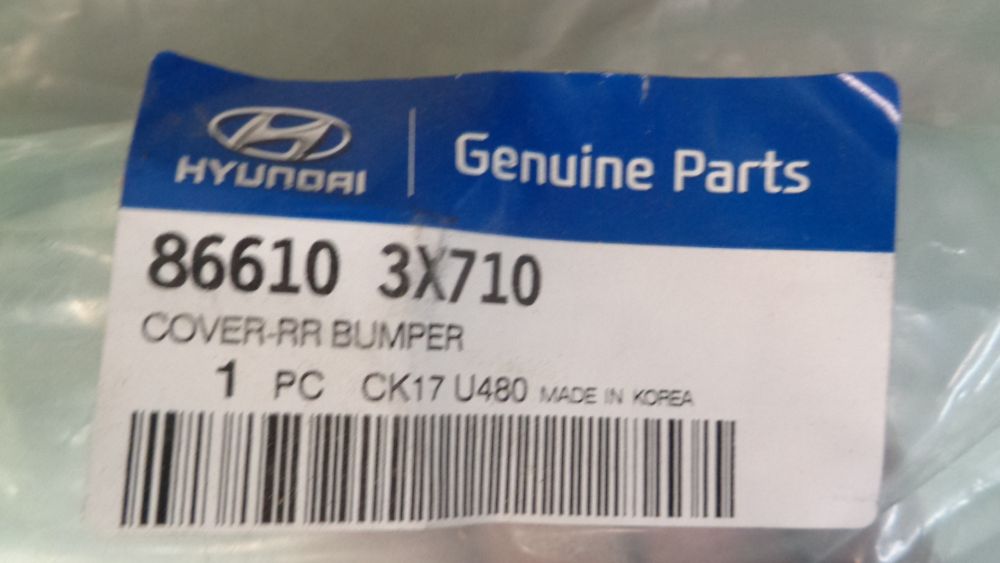 HYUNDAI
Genuine Parts
86610 3X710
COVER-RR BUMPER
1 PC CK17 U480 MADE IN KOREA